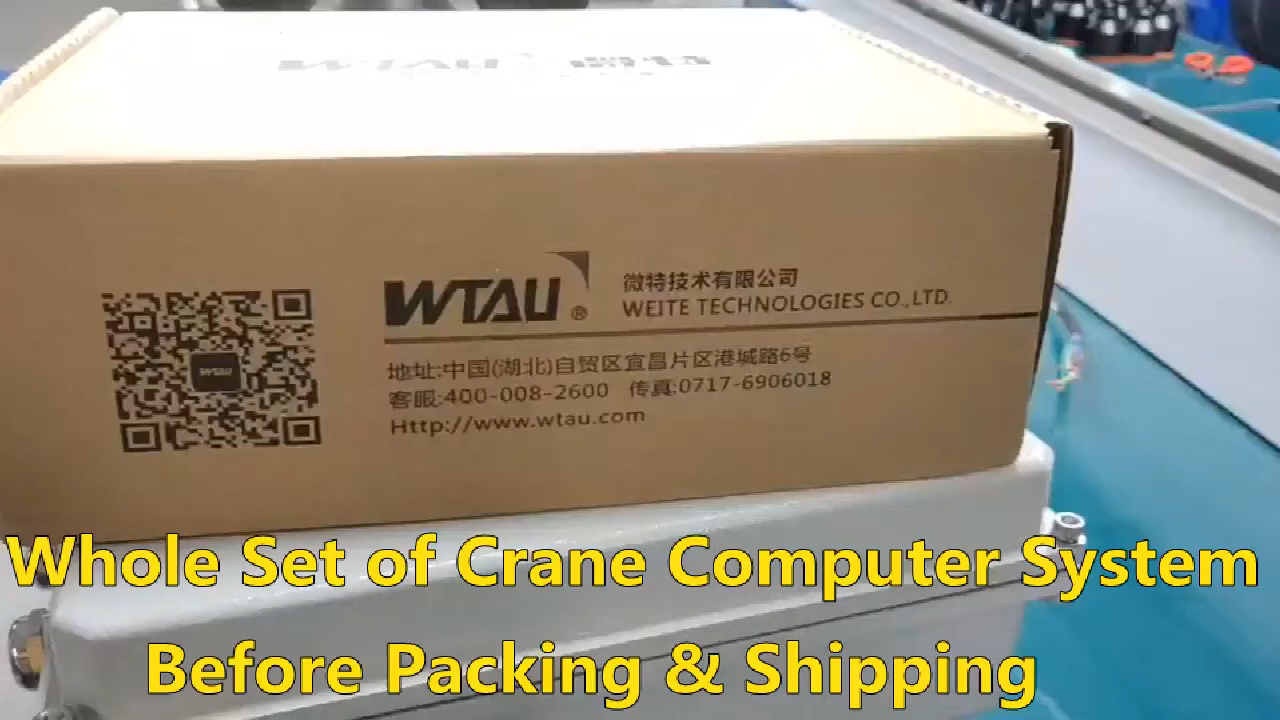 WTAU®
微特技术有限公司
WEITE TECHNOLOGIES CO.,LTD.
地址:中国(湖北)自贸区宜昌片区港城路6号
客服:400-008-2600 传真:0717-6906018
Http://www.wtau.com
WTAU
Whole Set of Crane Computer System
Before Packing & Shipping